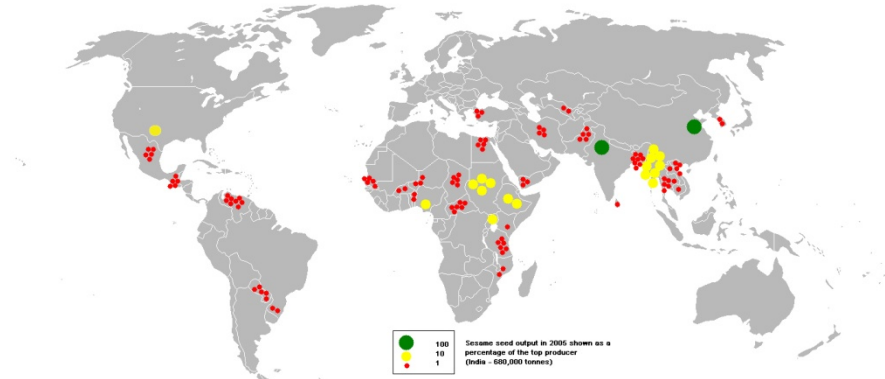 100
10
1
Sesame seed output in 2005 shown as a
percentage of the top producer
(India - 680,000 tonnes)